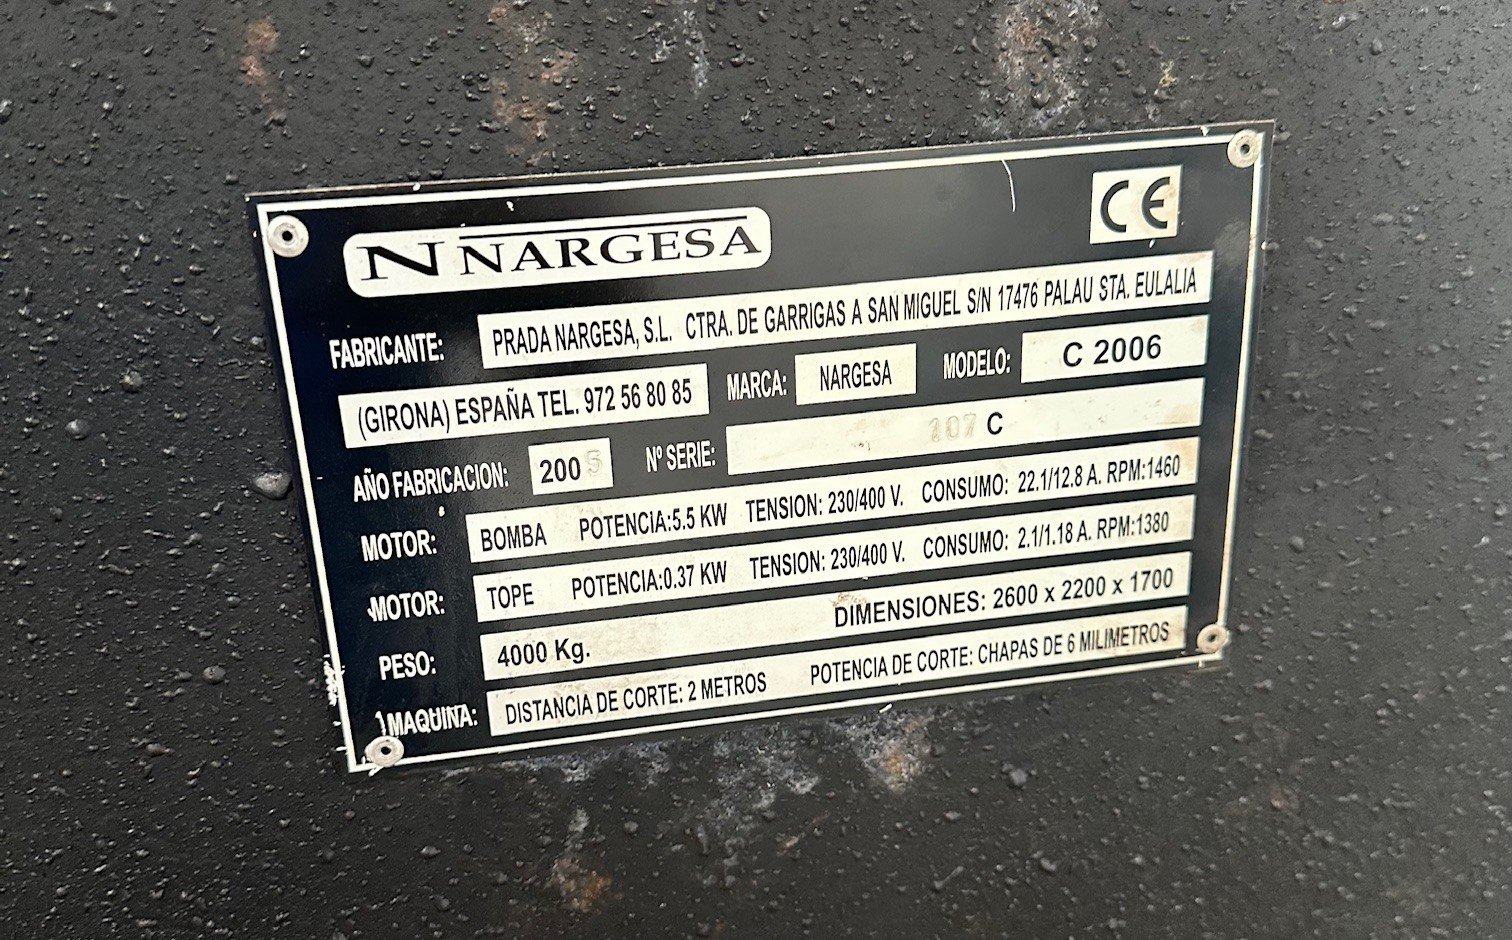 N NARGESA
CE
FABRICANTE: PRADA NARGESA, S.L. CTRA. DE GARRIGAS A SAN MIGUEL S/N 17476 PALAU STA. EULALIA
(GIRONA) ESPAÑA TEL. 972 56 80 85 MARCA: NARGESA MODELO: C 2006
AÑO FABRICACION: 2005 Nº SERIE: 107 C
MOTOR: BOMBA POTENCIA:5.5 KW TENSION: 230/400 V. CONSUMO: 22.1/12.8 A. RPM:1460
MOTOR: TOPE POTENCIA:0.37 KW TENSION: 230/400 V. CONSUMO: 2.1/1.18 A. RPM:1380
PESO: 4000 Kg. DIMENSIONES: 2600 x 2200 x 1700
MAQUINA: DISTANCIA DE CORTE: 2 METROS POTENCIA DE CORTE: CHAPAS DE 6 MILIMETROS